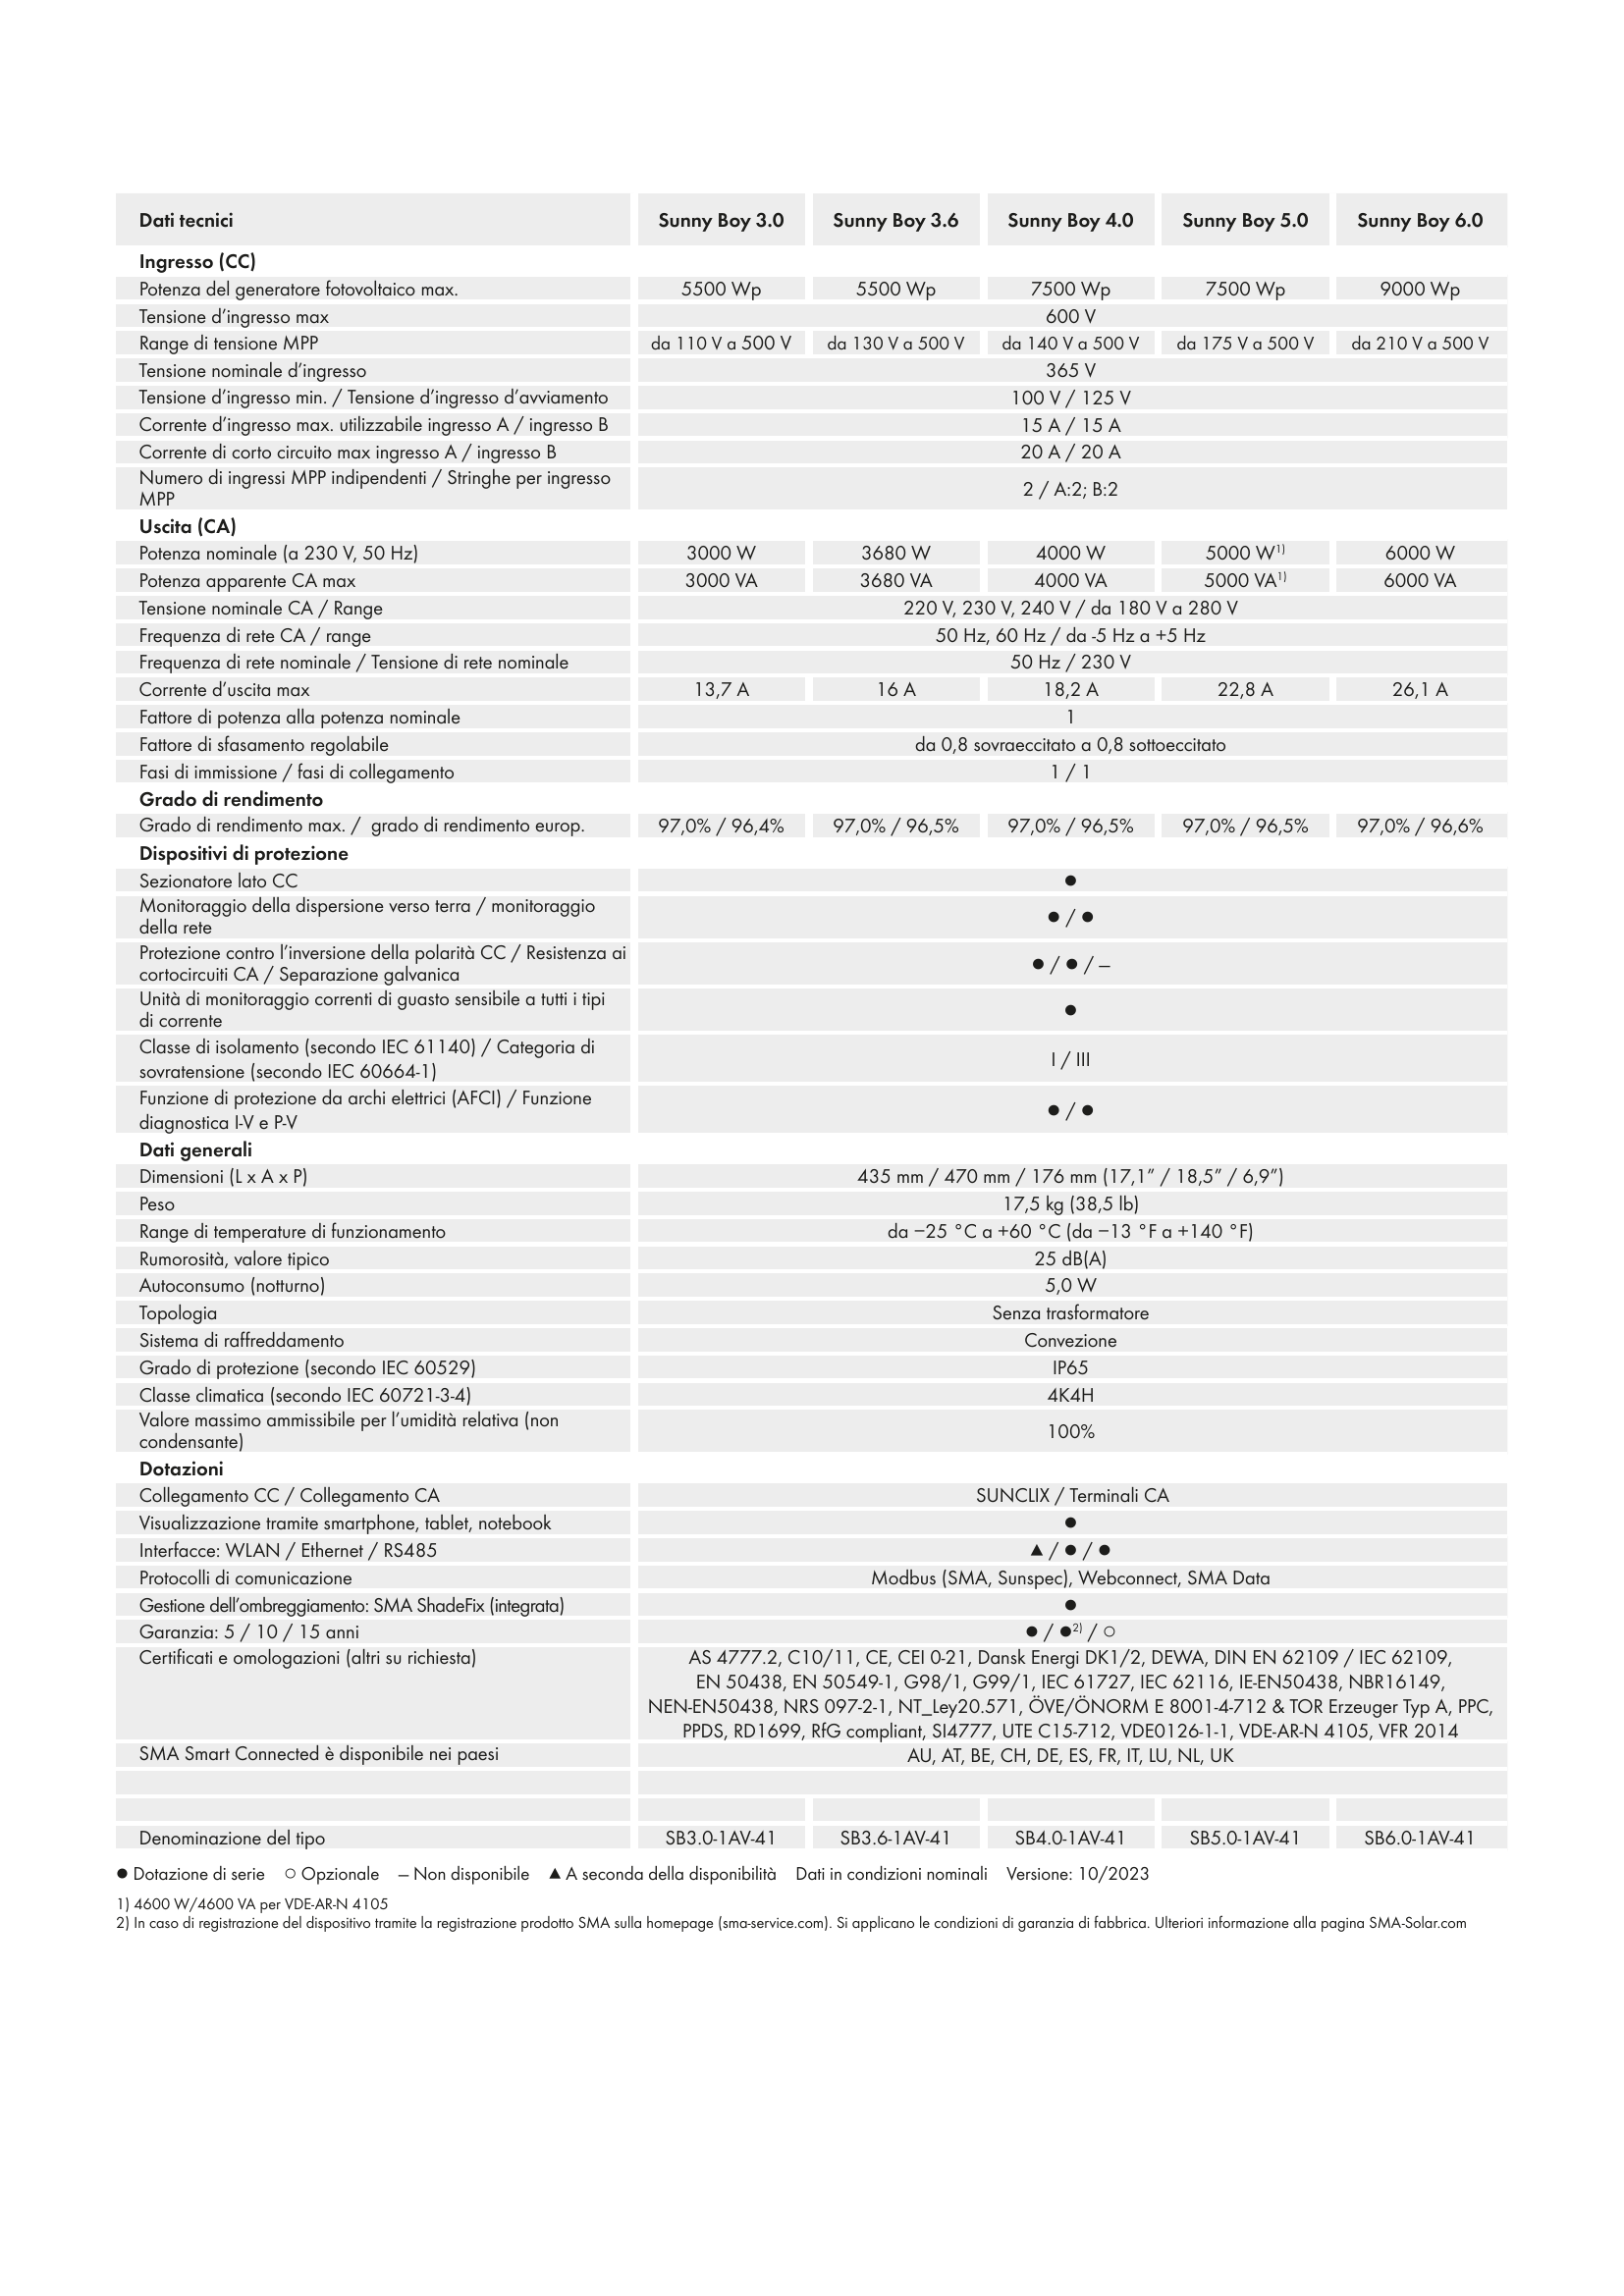 Dati tecnici Sunny Boy 3.0 Sunny Boy 3.6 Sunny Boy 4.0 Sunny Boy 5.0 Sunny Boy 6.0
Ingresso (CC)
Potenza del generatore fotovoltaico max. 5500 Wp 5500 Wp 7500 Wp 7500 Wp 9000 Wp
Tensione d’ingresso max 600 V
Range di tensione MPP da 110 V a 500 V da 130 V a 500 V da 140 V a 500 V da 175 V a 500 V da 210 V a 500 V
Tensione nominale d’ingresso 365 V
Tensione d’ingresso min. / Tensione d’ingresso d’avviamento 100 V / 125 V
Corrente d’ingresso max. utilizzabile ingresso A / ingresso B 15 A / 15 A
Corrente di corto circuito max ingresso A / ingresso B 20 A / 20 A
Numero di ingressi MPP indipendenti / Stringhe per ingresso
MPP 2 / A:2; B:2
Uscita (CA)
Potenza nominale (a 230 V, 50 Hz) 3000 W 3680 W 4000 W 5000 W1) 6000 W
Potenza apparente CA max 3000 VA 3680 VA 4000 VA 5000 VA1) 6000 VA
Tensione nominale CA / Range 220 V, 230 V, 240 V / da 180 V a 280 V
Frequenza di rete CA / range 50 Hz, 60 Hz / da -5 Hz a +5 Hz
Frequenza di rete nominale / Tensione di rete nominale 50 Hz / 230 V
Corrente d’uscita max 13,7 A 16 A 18,2 A 22,8 A 26,1 A
Fattore di potenza alla potenza nominale 1
Fattore di sfasamento regolabile da 0,8 sovraeccitato a 0,8 sottoeccitato
Fasi di immissione / fasi di collegamento 1 / 1
Grado di rendimento
Grado di rendimento max. / grado di rendimento europ. 97,0% / 96,4% 97,0% / 96,5% 97,0% / 96,5% 97,0% / 96,5% 97,0% / 96,6%
Dispositivi di protezione
Sezionatore lato CC ●
Monitoraggio della dispersione verso terra / monitoraggio
della rete ● / ●
Protezione contro l’inversione della polarità CC / Resistenza ai
cortocircuiti CA / Separazione galvanica ● / ● / —
Unità di monitoraggio correnti di guasto sensibile a tutti i tipi
di corrente ●
Classe di isolamento (secondo IEC 61140) / Categoria di
sovratensione (secondo IEC 60664-1) I / III
Funzione di protezione da archi elettrici (AFCI) / Funzione
diagnostica I-V e P-V ● / ●
Dati generali
Dimensioni (L x A x P) 435 mm / 470 mm / 176 mm (17,1” / 18,5” / 6,9”)
Peso 17,5 kg (38,5 lb)
Range di temperature di funzionamento da −25 °C a +60 °C (da −13 °F a +140 °F)
Rumorosità, valore tipico 25 dB(A)
Autoconsumo (notturno) 5,0 W
Topologia Senza trasformatore
Sistema di raffreddamento Convezione
Grado di protezione (secondo IEC 60529) IP65
Classe climatica (secondo IEC 60721-3-4) 4K4H
Valore massimo ammissibile per l’umidità relativa (non
condensante) 100%
Dotazioni
Collegamento CC / Collegamento CA SUNCLIX / Terminali CA
Visualizzazione tramite smartphone, tablet, notebook ●
Interfacce: WLAN / Ethernet / RS485 ▲ / ● / ●
Protocolli di comunicazione Modbus (SMA, Sunspec), Webconnect, SMA Data
Gestione dell’ombreggiamento: SMA ShadeFix (integrata) ●
Garanzia: 5 / 10 / 15 anni ● / ●2) / ○
Certificati e omologazioni (altri su richiesta) AS 4777.2, C10/11, CE, CEI 0-21, Dansk Energi DK1/2, DEWA, DIN EN 62109 / IEC 62109,
EN 50438, EN 50549-1, G98/1, G99/1, IEC 61727, IEC 62116, IE-EN50438, NBR16149,
NEN-EN50438, NRS 097-2-1, NT_Ley20.571, ÖVE/ÖNORM E 8001-4-712 & TOR Erzeuger Typ A, PPC,
PPDS, RD1699, RfG compliant, SI4777, UTE C15-712, VDE0126-1-1, VDE-AR-N 4105, VFR 2014
SMA Smart Connected è disponibile nei paesi AU, AT, BE, CH, DE, ES, FR, IT, LU, NL, UK
Denominazione del tipo SB3.0-1AV-41 SB3.6-1AV-41 SB4.0-1AV-41 SB5.0-1AV-41 SB6.0-1AV-41
● Dotazione di serie ○ Opzionale — Non disponibile ▲ A seconda della disponibilità Dati in condizioni nominali Versione: 10/2023
1) 4600 W/4600 VA per VDE-AR-N 4105
2) In caso di registrazione del dispositivo tramite la registrazione prodotto SMA sulla homepage (sma-service.com). Si applicano le condizioni di garanzia di fabbrica. Ulteriori informazione alla pagina SMA-Solar.com